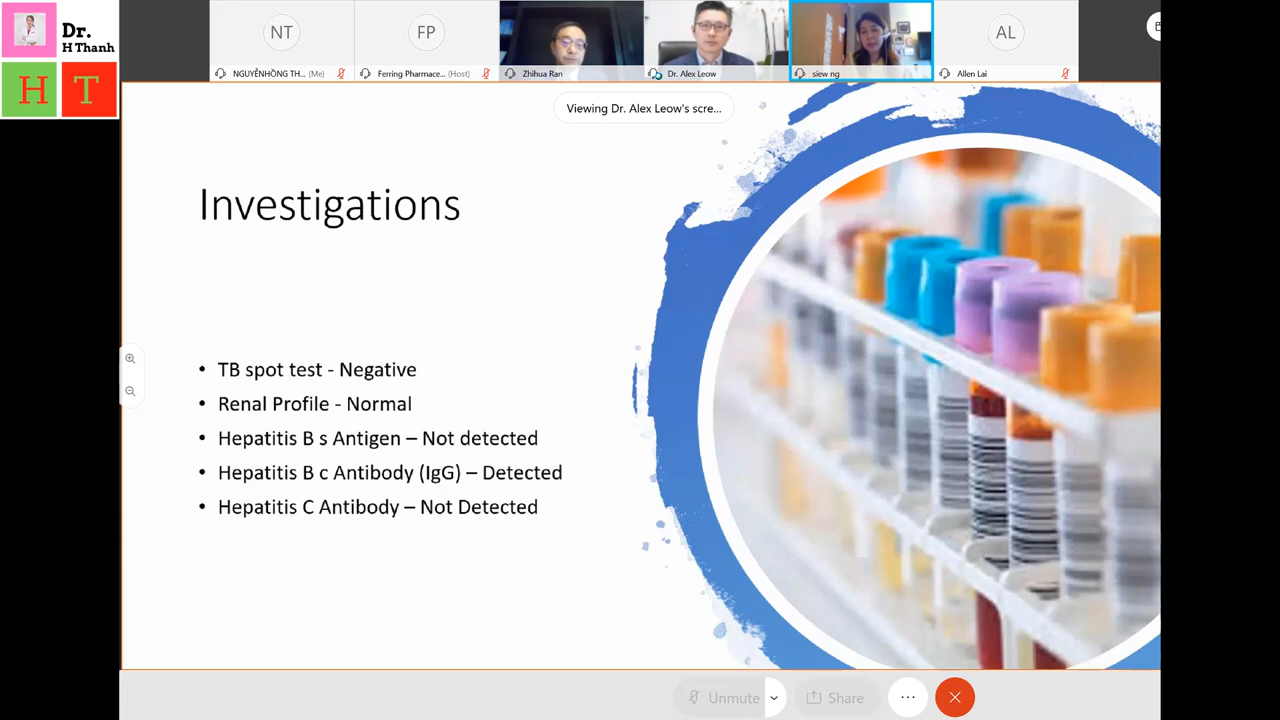 Dr.
H Thanh
H T
NT
FP
AL
NGUYỄNHỒNG TH... (Me)
Ferring Pharmace... (Host)
Zhihua Ran
Dr. Alex Leow
siew ng
Allen Lai
Viewing Dr. Alex Leow's scre...
Investigations
• TB spot test - Negative
• Renal Profile - Normal
• Hepatitis B s Antigen – Not detected
• Hepatitis B c Antibody (IgG) – Detected
• Hepatitis C Antibody – Not Detected
Unmute
Share